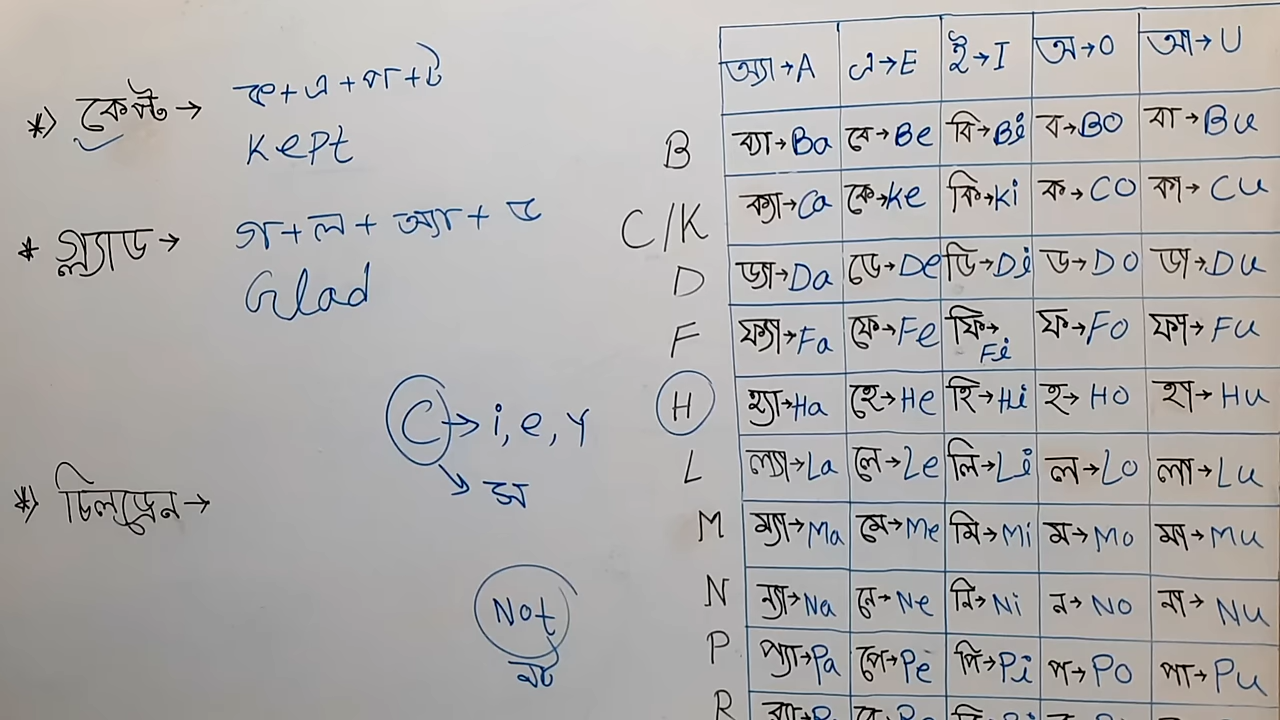 *) কেপ্ট → ক+এ+প+ট
Kept
* গ্ল্যাড → গ+ল+অ্যা+ড
Glad
C → i, e, y
স
*) চিলড্রেন →
Not
নট
অ্যা→A এ→E ই→I অ→O আ→U
B ব্যা→Ba বে→Be বি→Bi ব→BO বা→Bu
C/K ক্যা→Ca কে→Ke কি→Ki ক→CO কা→Cu
D ড্যা→Da ডে→De ডি→Di ড→DO ডা→Du
F ফ্যা→Fa ফে→Fe ফি→Fi ফ→FO ফা→Fu
H হ্যা→Ha হে→He হি→Hi হ→HO হা→Hu
L ল্যা→La লে→Le লি→Li ল→LO লা→Lu
M ম্যা→Ma মে→Me মি→Mi ম→Mo মা→Mu
N ন্যা→Na নে→Ne নি→Ni ন→NO না→Nu
P প্যা→Pa পে→Pe পি→Pi প→PO পা→Pu
R